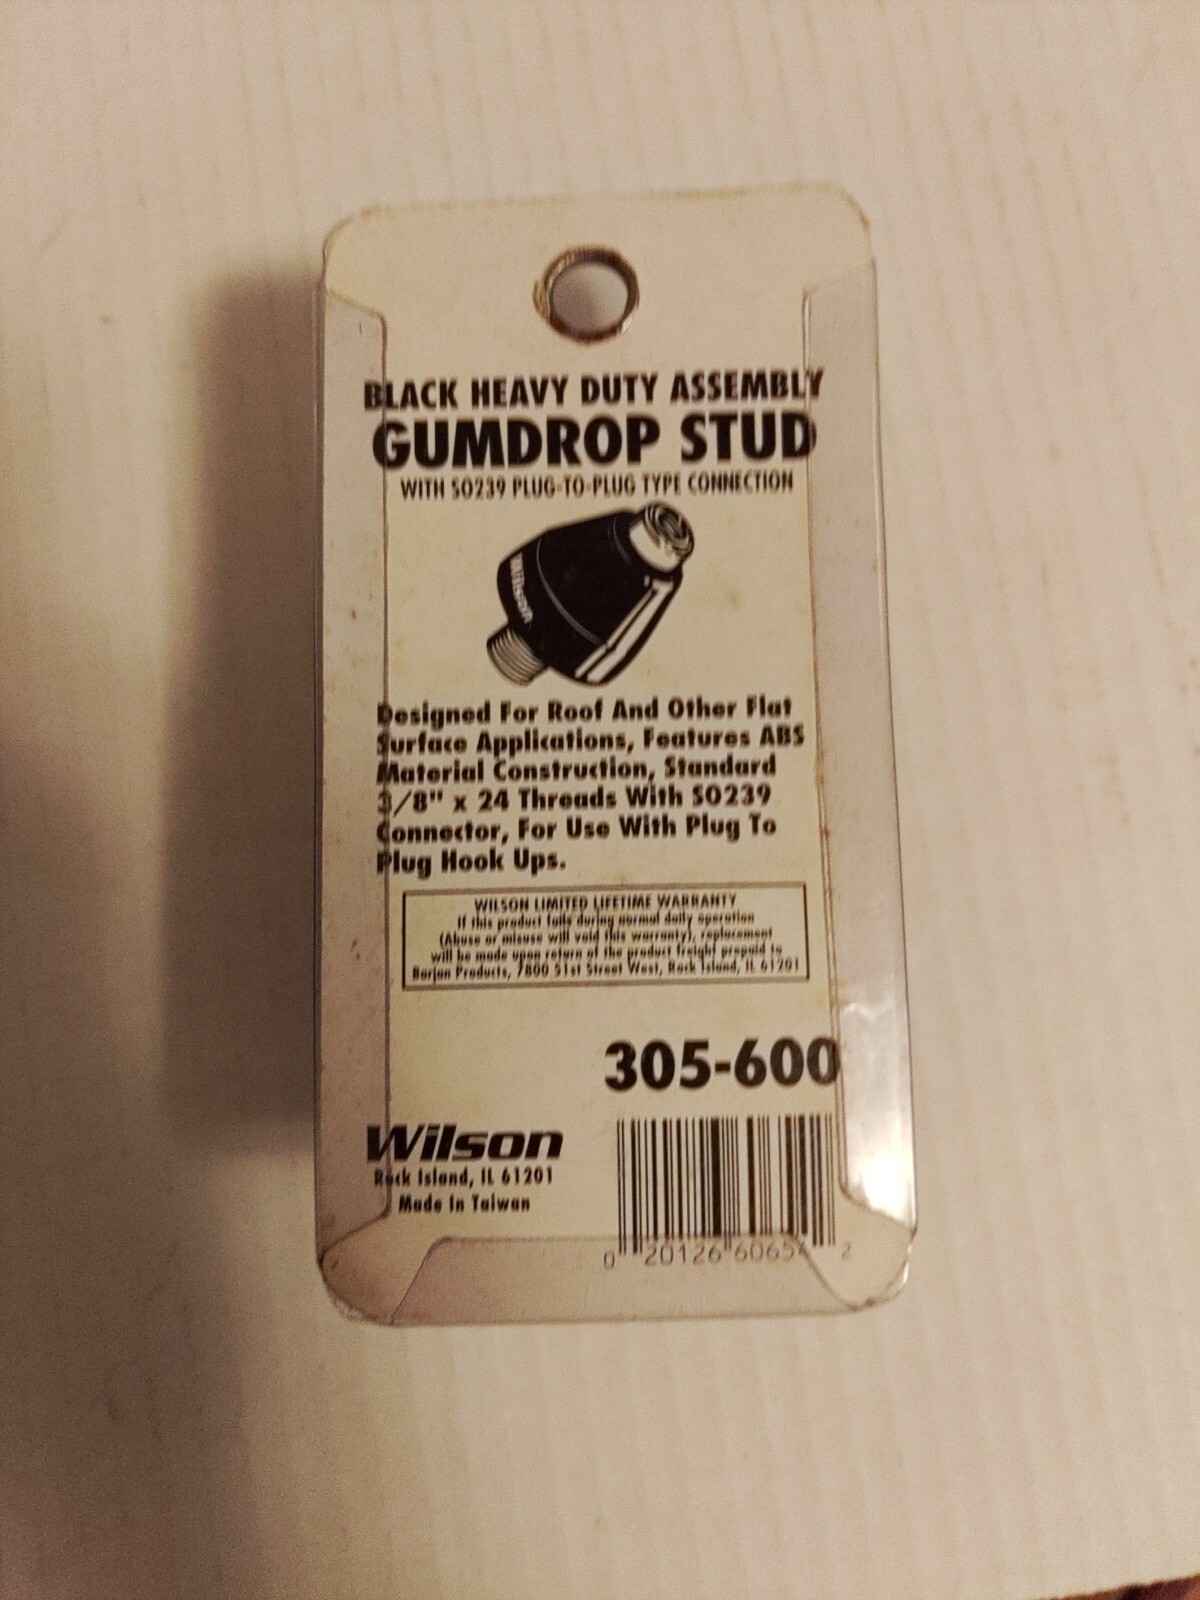 BLACK HEAVY DUTY ASSEMBLY
GUMDROP STUD
WITH SO239 PLUG-TO-PLUG TYPE CONNECTION
Wilson
Designed For Roof And Other Flat
Surface Applications, Features ABS
Material Construction, Standard
3/8" x 24 Threads With SO239
Connector, For Use With Plug To
Plug Hook Ups.
WILSON LIMITED LIFETIME WARRANTY
If this product fails during normal daily operation
(Abuse or misuse will void this warranty), replacement
will be made upon return of the product freight prepaid to
Barjan Products, 7800 51st Street West, Rock Island, IL 61201
305-600
Wilson
Rock Island, IL 61201
Made In Taiwan
0 20126 60654 2